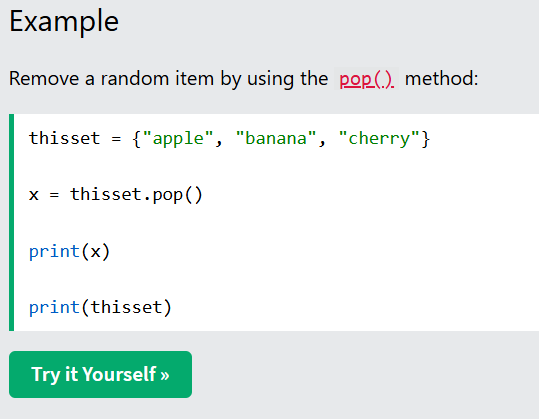 Example
Remove a random item by using the pop() method:
thisset = {"apple", "banana", "cherry"}
x = thisset.pop()
print(x)
print(thisset)
Try it Yourself »